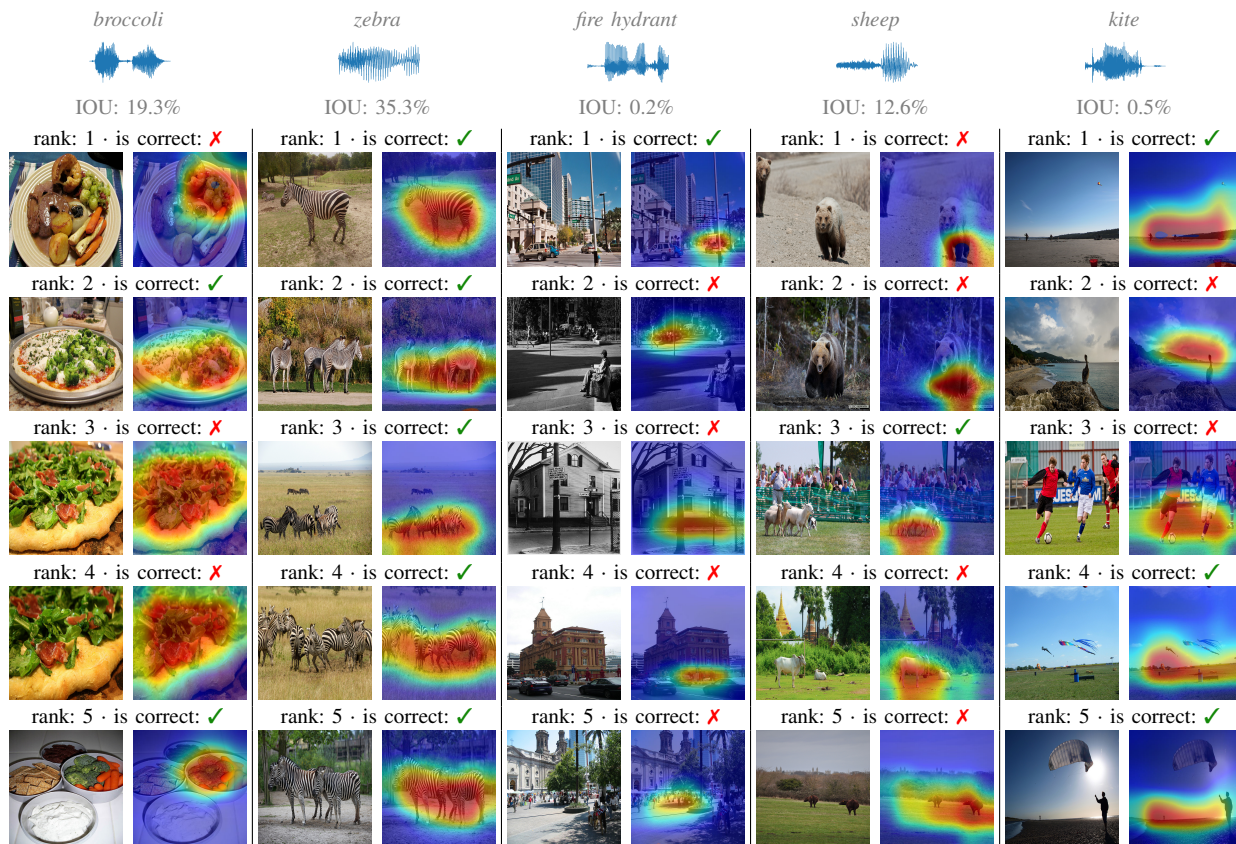 broccoli zebra fire hydrant sheep kite
IOU: 19.3% IOU: 35.3% IOU: 0.2% IOU: 12.6% IOU: 0.5%
rank: 1 · is correct: ✗ rank: 1 · is correct: ✓ rank: 1 · is correct: ✓ rank: 1 · is correct: ✗ rank: 1 · is correct: ✓
rank: 2 · is correct: ✓ rank: 2 · is correct: ✓ rank: 2 · is correct: ✗ rank: 2 · is correct: ✗ rank: 2 · is correct: ✗
rank: 3 · is correct: ✗ rank: 3 · is correct: ✓ rank: 3 · is correct: ✗ rank: 3 · is correct: ✓ rank: 3 · is correct: ✗
rank: 4 · is correct: ✗ rank: 4 · is correct: ✓ rank: 4 · is correct: ✗ rank: 4 · is correct: ✗ rank: 4 · is correct: ✓
rank: 5 · is correct: ✓ rank: 5 · is correct: ✓ rank: 5 · is correct: ✗ rank: 5 · is correct: ✗ rank: 5 · is correct: ✓